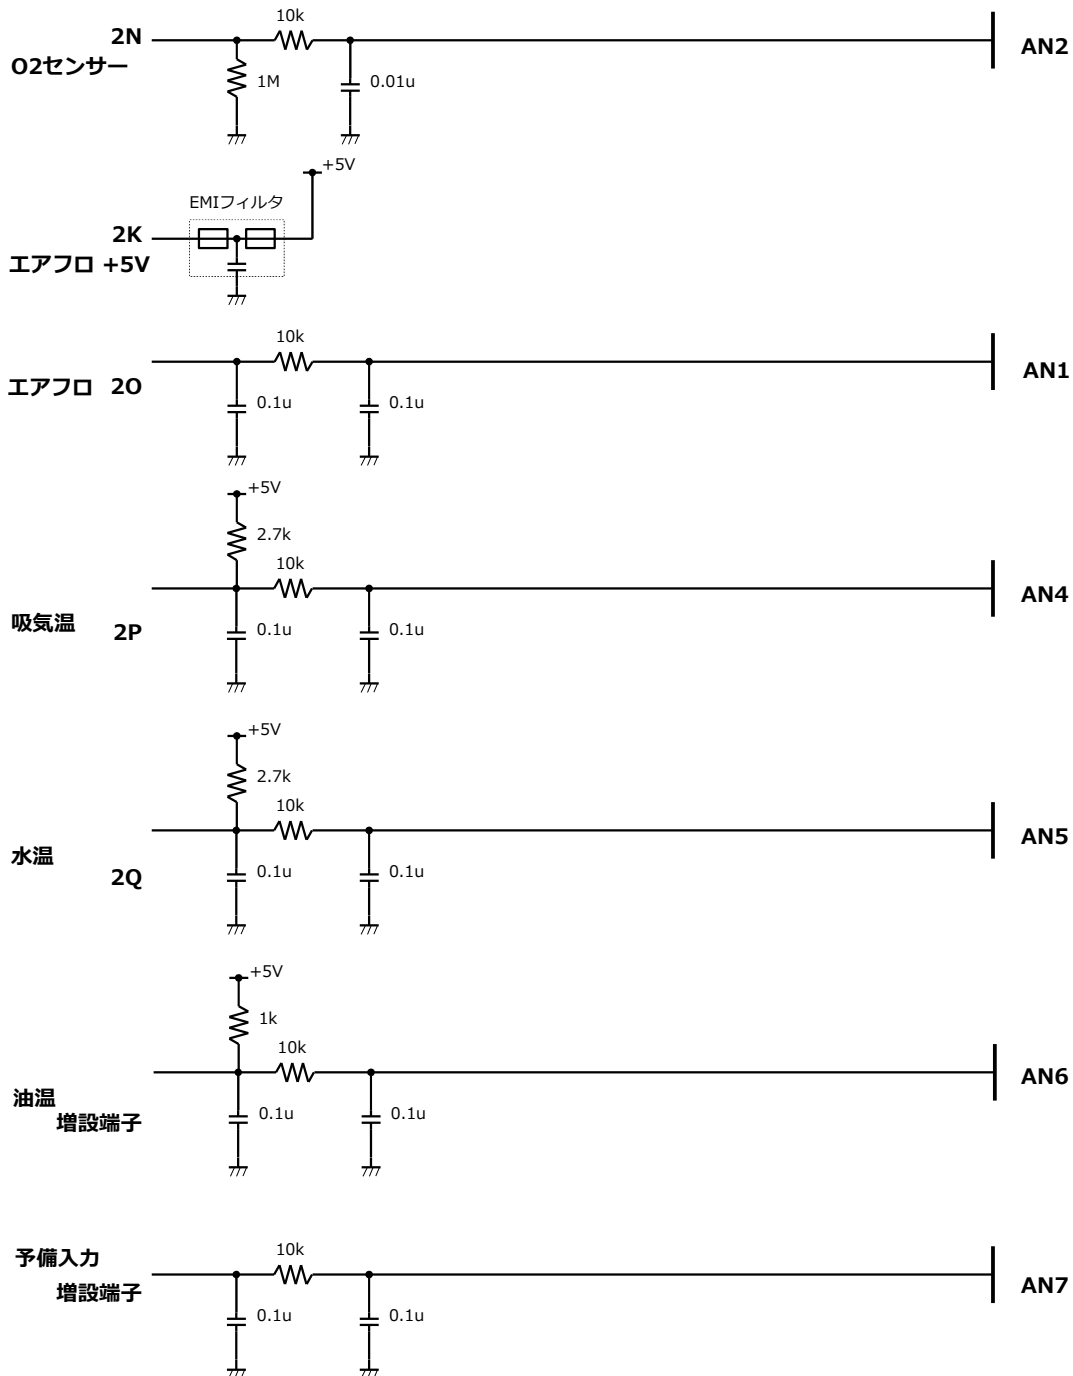 10k
2N
O2センサー
AN2
1M
0.01u
+5V
EMIフィルタ
2K
エアフロ +5V
10k
エアフロ 2O
AN1
0.1u
0.1u
+5V
2.7k
10k
吸気温
2P
AN4
0.1u
0.1u
+5V
2.7k
10k
水温
2Q
AN5
0.1u
0.1u
+5V
1k
10k
油温
増設端子
AN6
0.1u
0.1u
予備入力
増設端子
10k
AN7
0.1u
0.1u